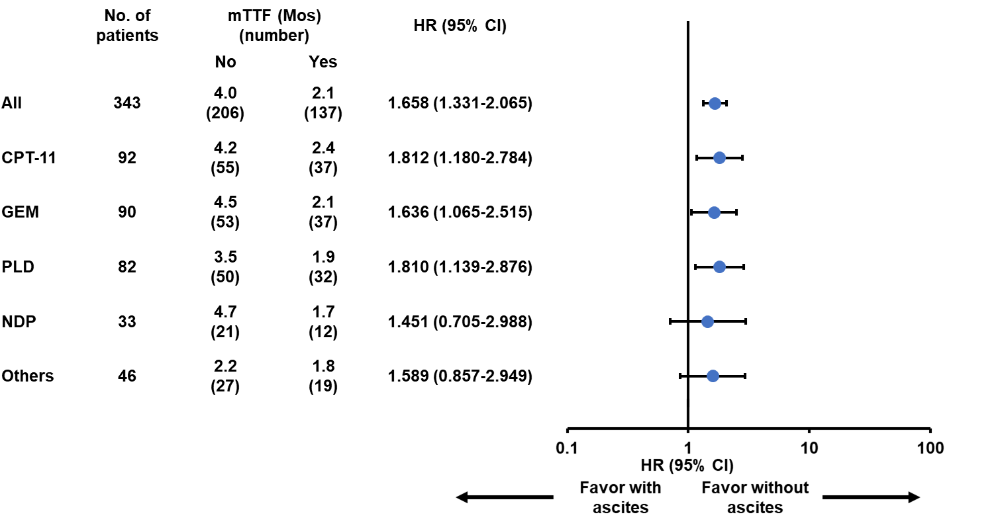 No. of
patients
mTTF (Mos)
(number)
HR (95% CI)
No
Yes
All
343
4.0
(206)
2.1
(137)
1.658 (1.331-2.065)
CPT-11
92
4.2
(55)
2.4
(37)
1.812 (1.180-2.784)
GEM
90
4.5
(53)
2.1
(37)
1.636 (1.065-2.515)
PLD
82
3.5
(50)
1.9
(32)
1.810 (1.139-2.876)
NDP
33
4.7
(21)
1.7
(12)
1.451 (0.705-2.988)
Others
46
2.2
(27)
1.8
(19)
1.589 (0.857-2.949)
0.1
1
10
100
HR (95% CI)
Favor with
ascites
Favor without
ascites